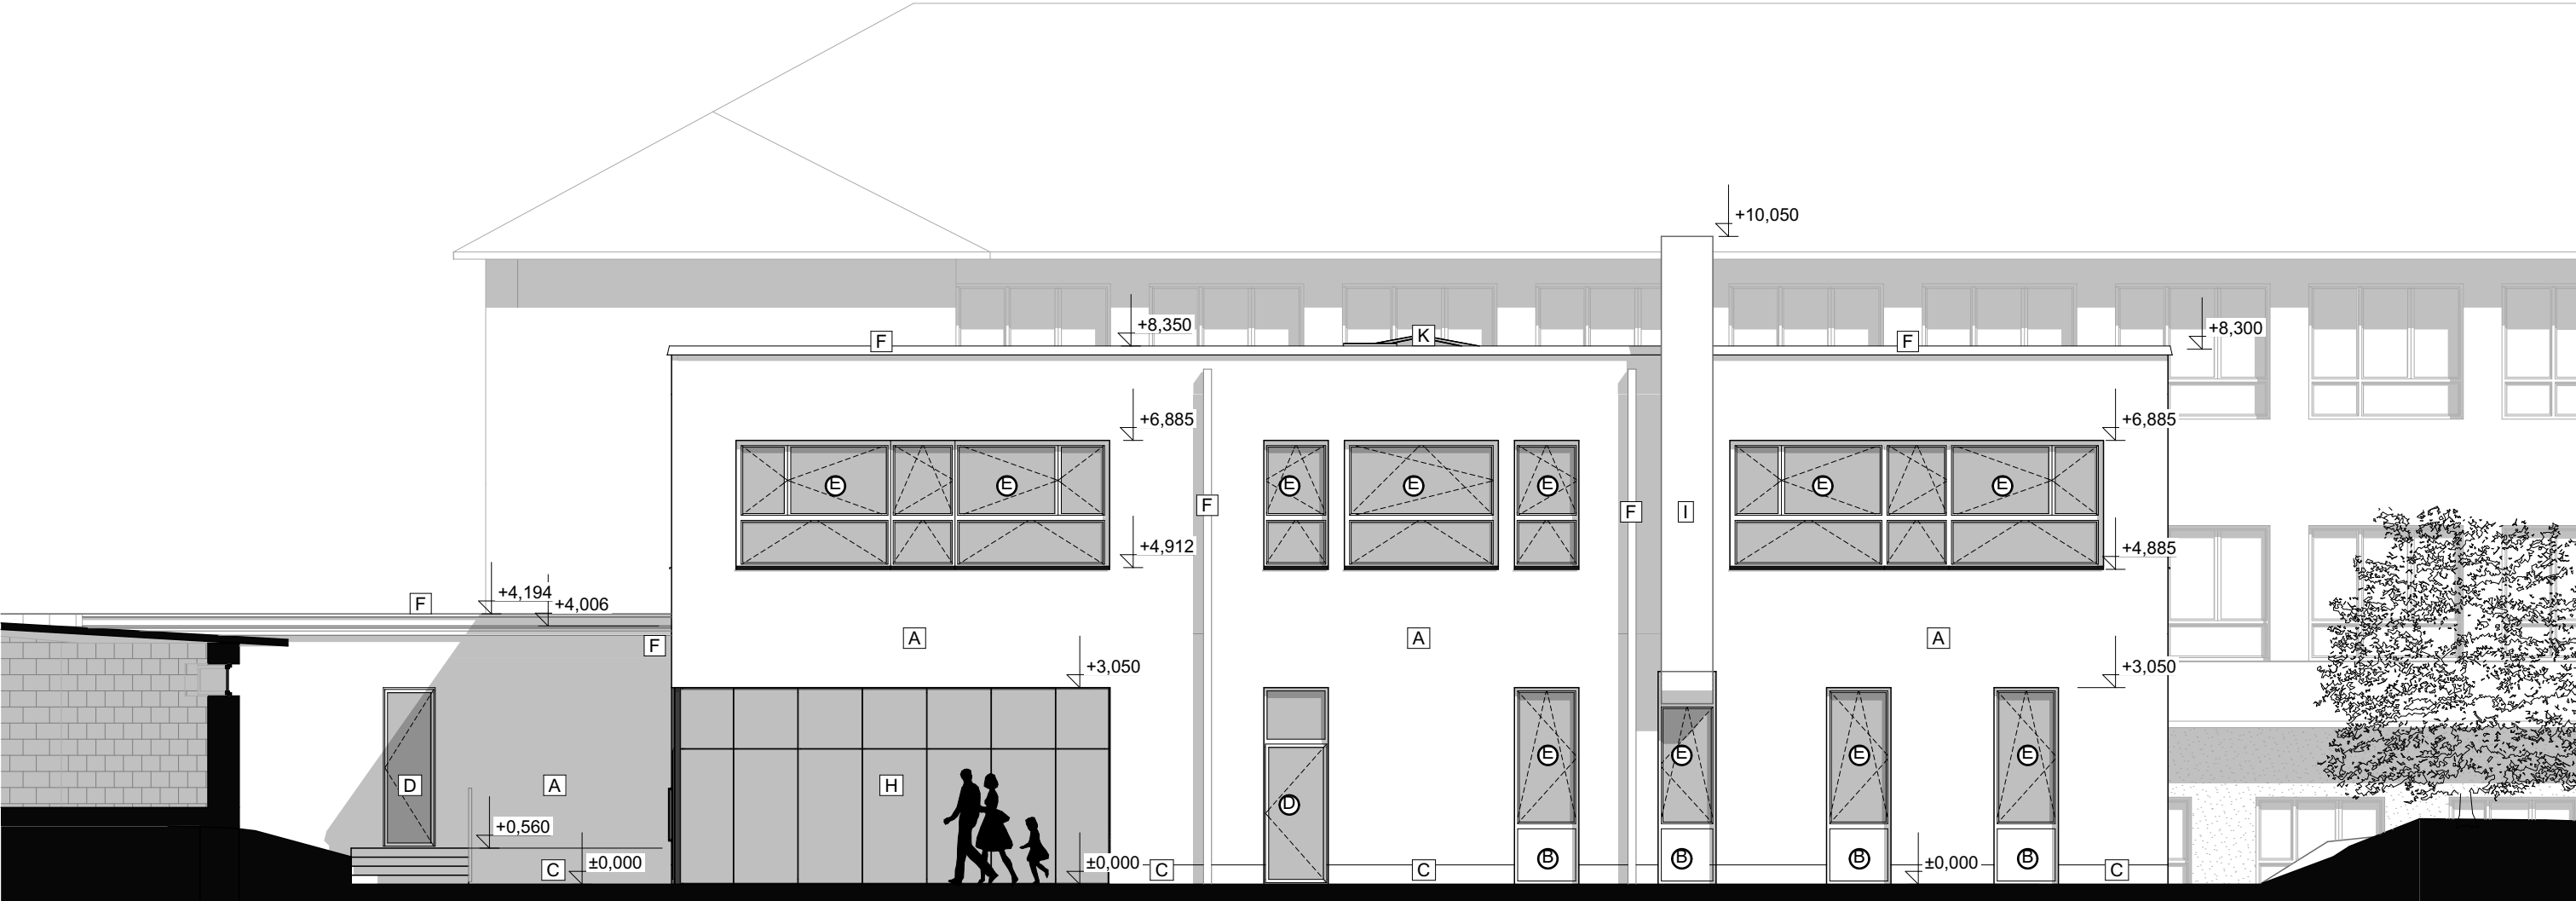 +10,050
+8,350
+8,300
F
K
F
+6,885
+6,885
E
E
E
E
E
E
E
F
F
I
+4,912
+4,885
+4,194
+4,006
F
F
A
A
A
+3,050
+3,050
E
E
E
E
D
A
H
D
+0,560
±0,000
±0,000
±0,000
B
B
B
B
C
C
C
C